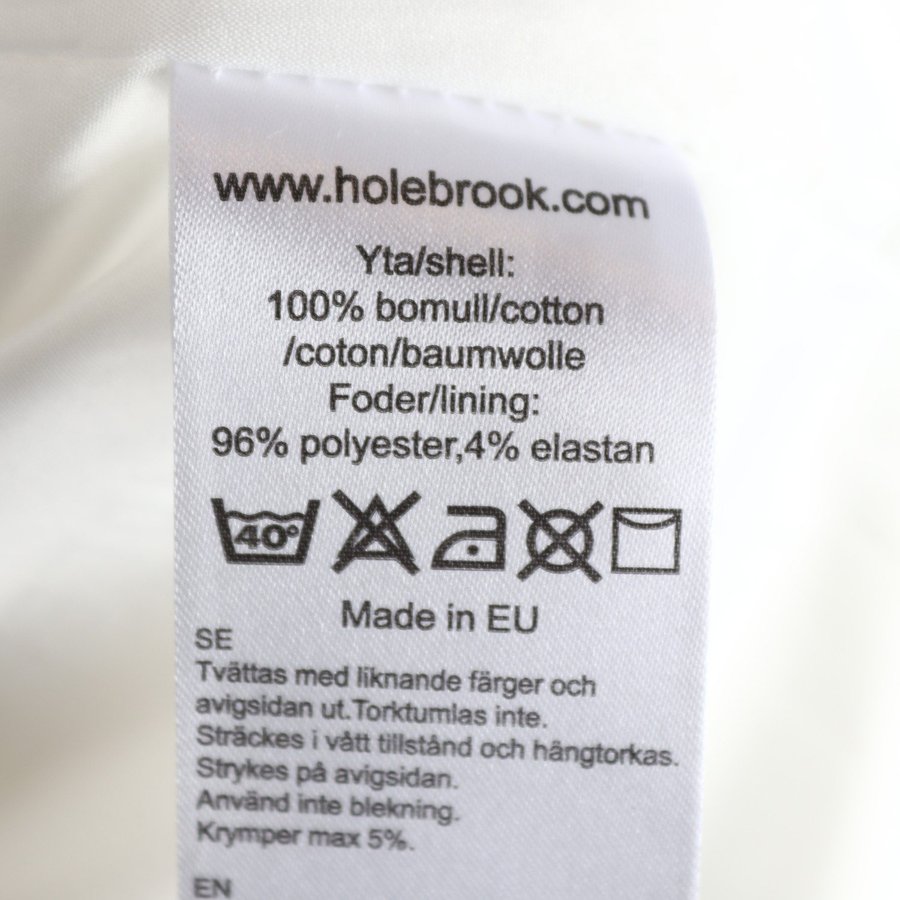 www.holebrook.com
Yta/shell:
100% bomull/cotton
/coton/baumwolle
Foder/lining:
96% polyester,4% elastan
40°
Made in EU
SE
Tvättas med liknande färger och
avigsidan ut.Torktumlas inte.
Sträckes i vått tillstånd och hängtorkas.
Strykes på avigsidan.
Använd inte blekning.
Krymper max 5%.
EN